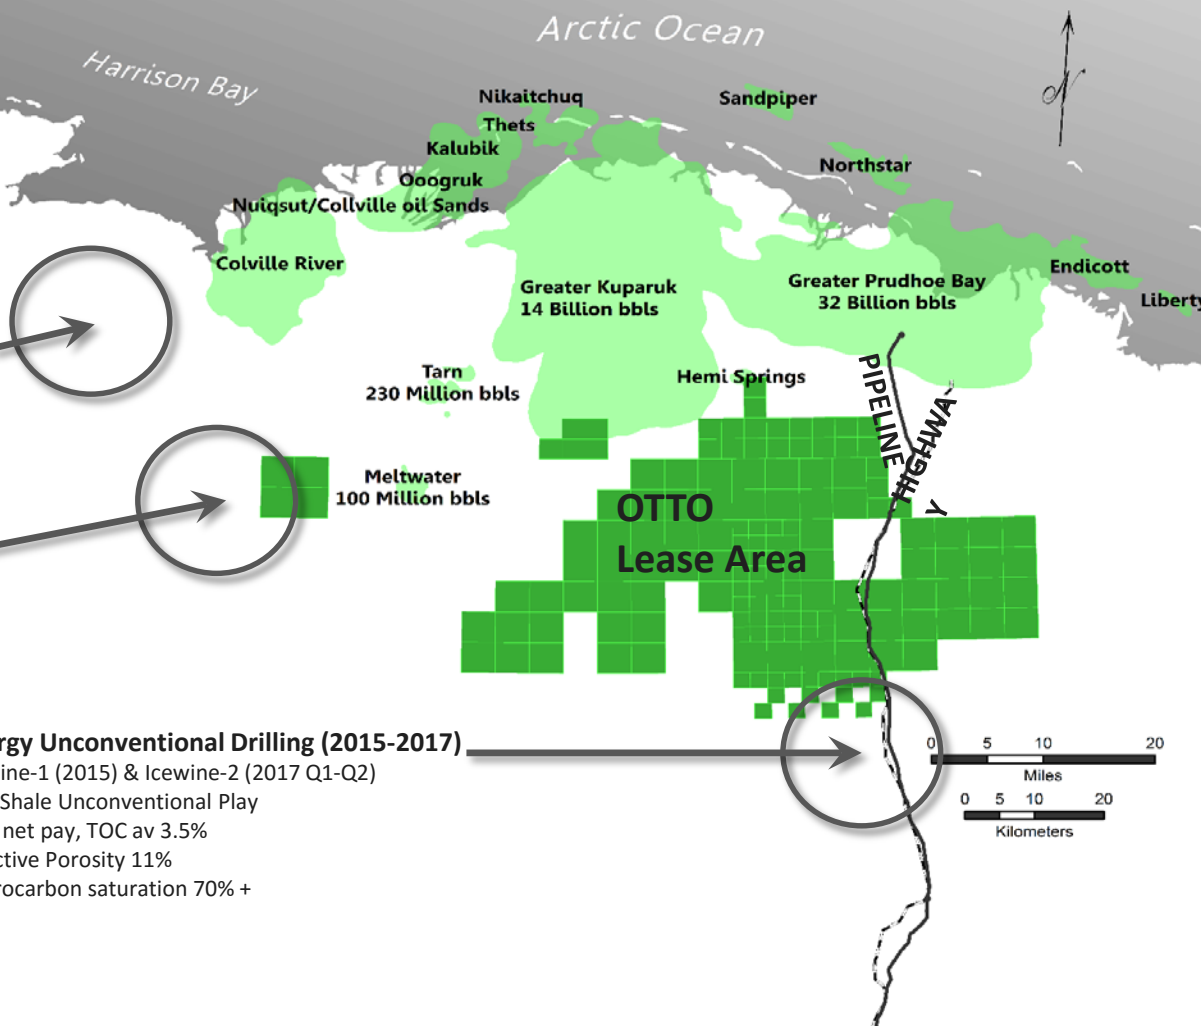 Arctic Ocean
Harrison Bay
Nikaitchuq
Sandpiper
Thets
Kalubik
Northstar
Ooogruk
Nuiqsut/Collville oil Sands
Colville River
Endicott
Greater Kuparuk
14 Billion bbls
Greater Prudhoe Bay
32 Billion bbls
Liberty
Tarn
230 Million bbls
Hemi Springs
PIPELINE
HIGHWA
Y
Meltwater
100 Million bbls
OTTO
Lease Area
rgy Unconventional Drilling (2015-2017)
ine-1 (2015) & Icewine-2 (2017 Q1-Q2)
Shale Unconventional Play
net pay, TOC av 3.5%
ctive Porosity 11%
rocarbon saturation 70% +
0 5 10 20
Miles
0 5 10 20
Kilometers